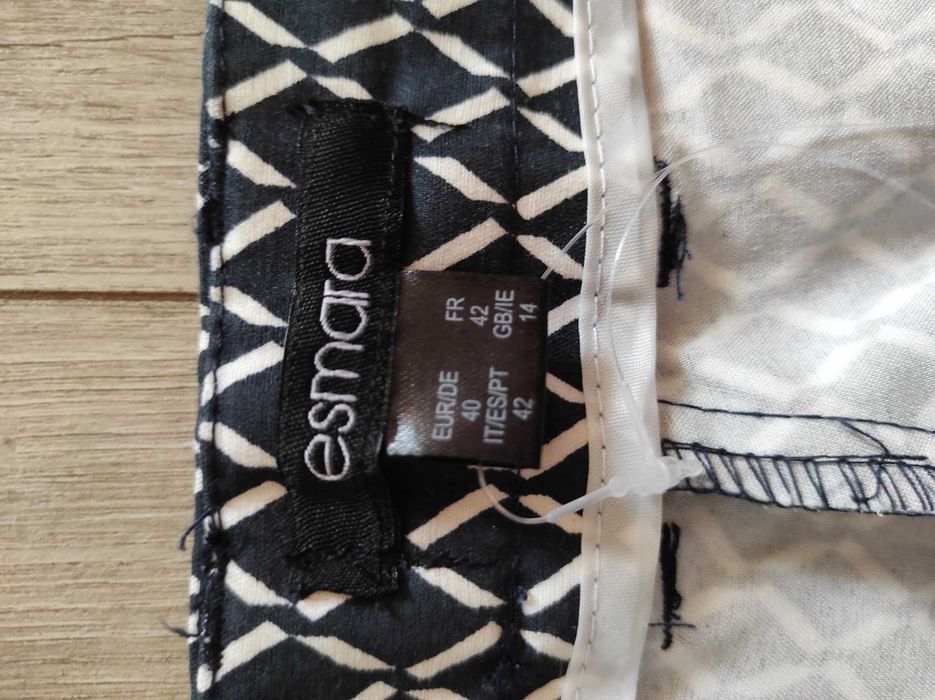 esmara
EUR/DE FR
40 42
IT/ES/PT GB/IE
42 14